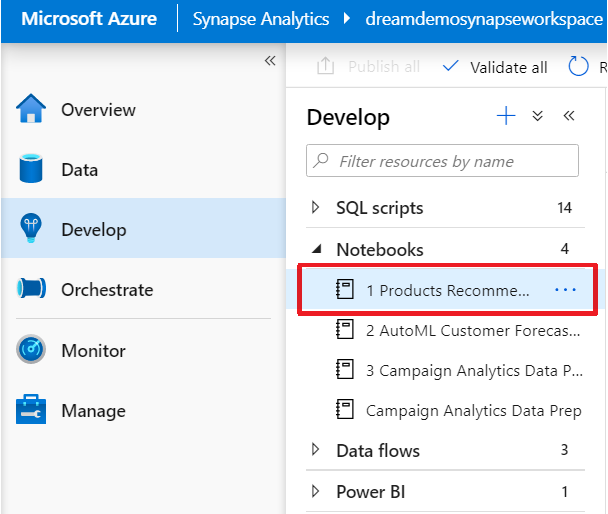 Microsoft Azure Synapse Analytics dreamdemosynapseworkspace
Publish all Validate all R
Overview
Data
Develop
Orchestrate
Monitor
Manage
Develop
Filter resources by name
SQL scripts 14
Notebooks 4
1 Products Recomme... ...
2 AutoML Customer Forecas...
3 Campaign Analytics Data P...
Campaign Analytics Data Prep
Data flows 3
Power BI 1